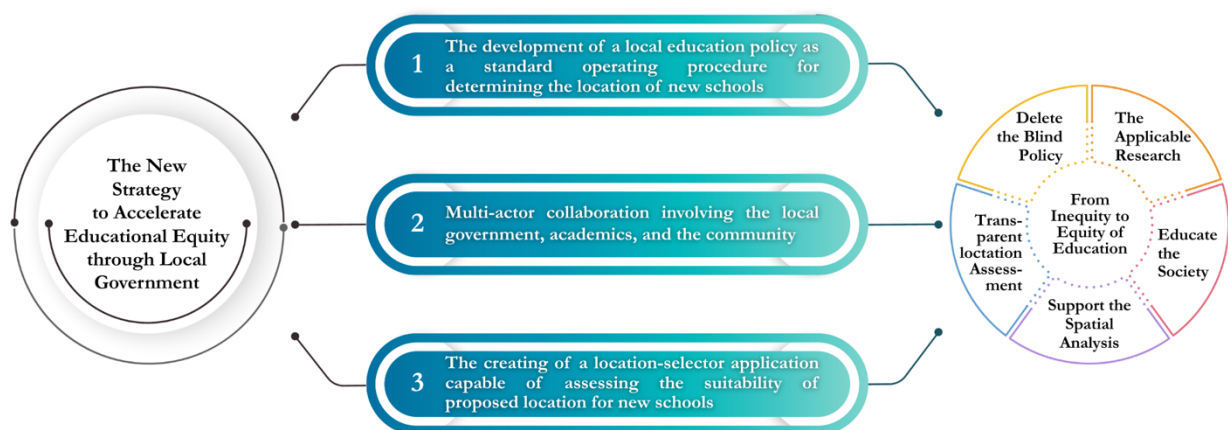 The New
Strategy
to Accelerate
Educational Equity
through Local
Government
1
The development of a local education policy as
a standard operating procedure for
determining the location of new schools
2
Multi-actor collaboration involving the local
government, academics, and the community
3
The creating of a location-selector application
capable of assessing the suitability of
proposed location for new schools
Delete
the Blind
Policy
The
Applicable
Research
Trans-
parent
loctation
Assess-
ment
From
Inequity to
Equity of
Education
Educate
the
Society
Support the
Spatial
Analysis